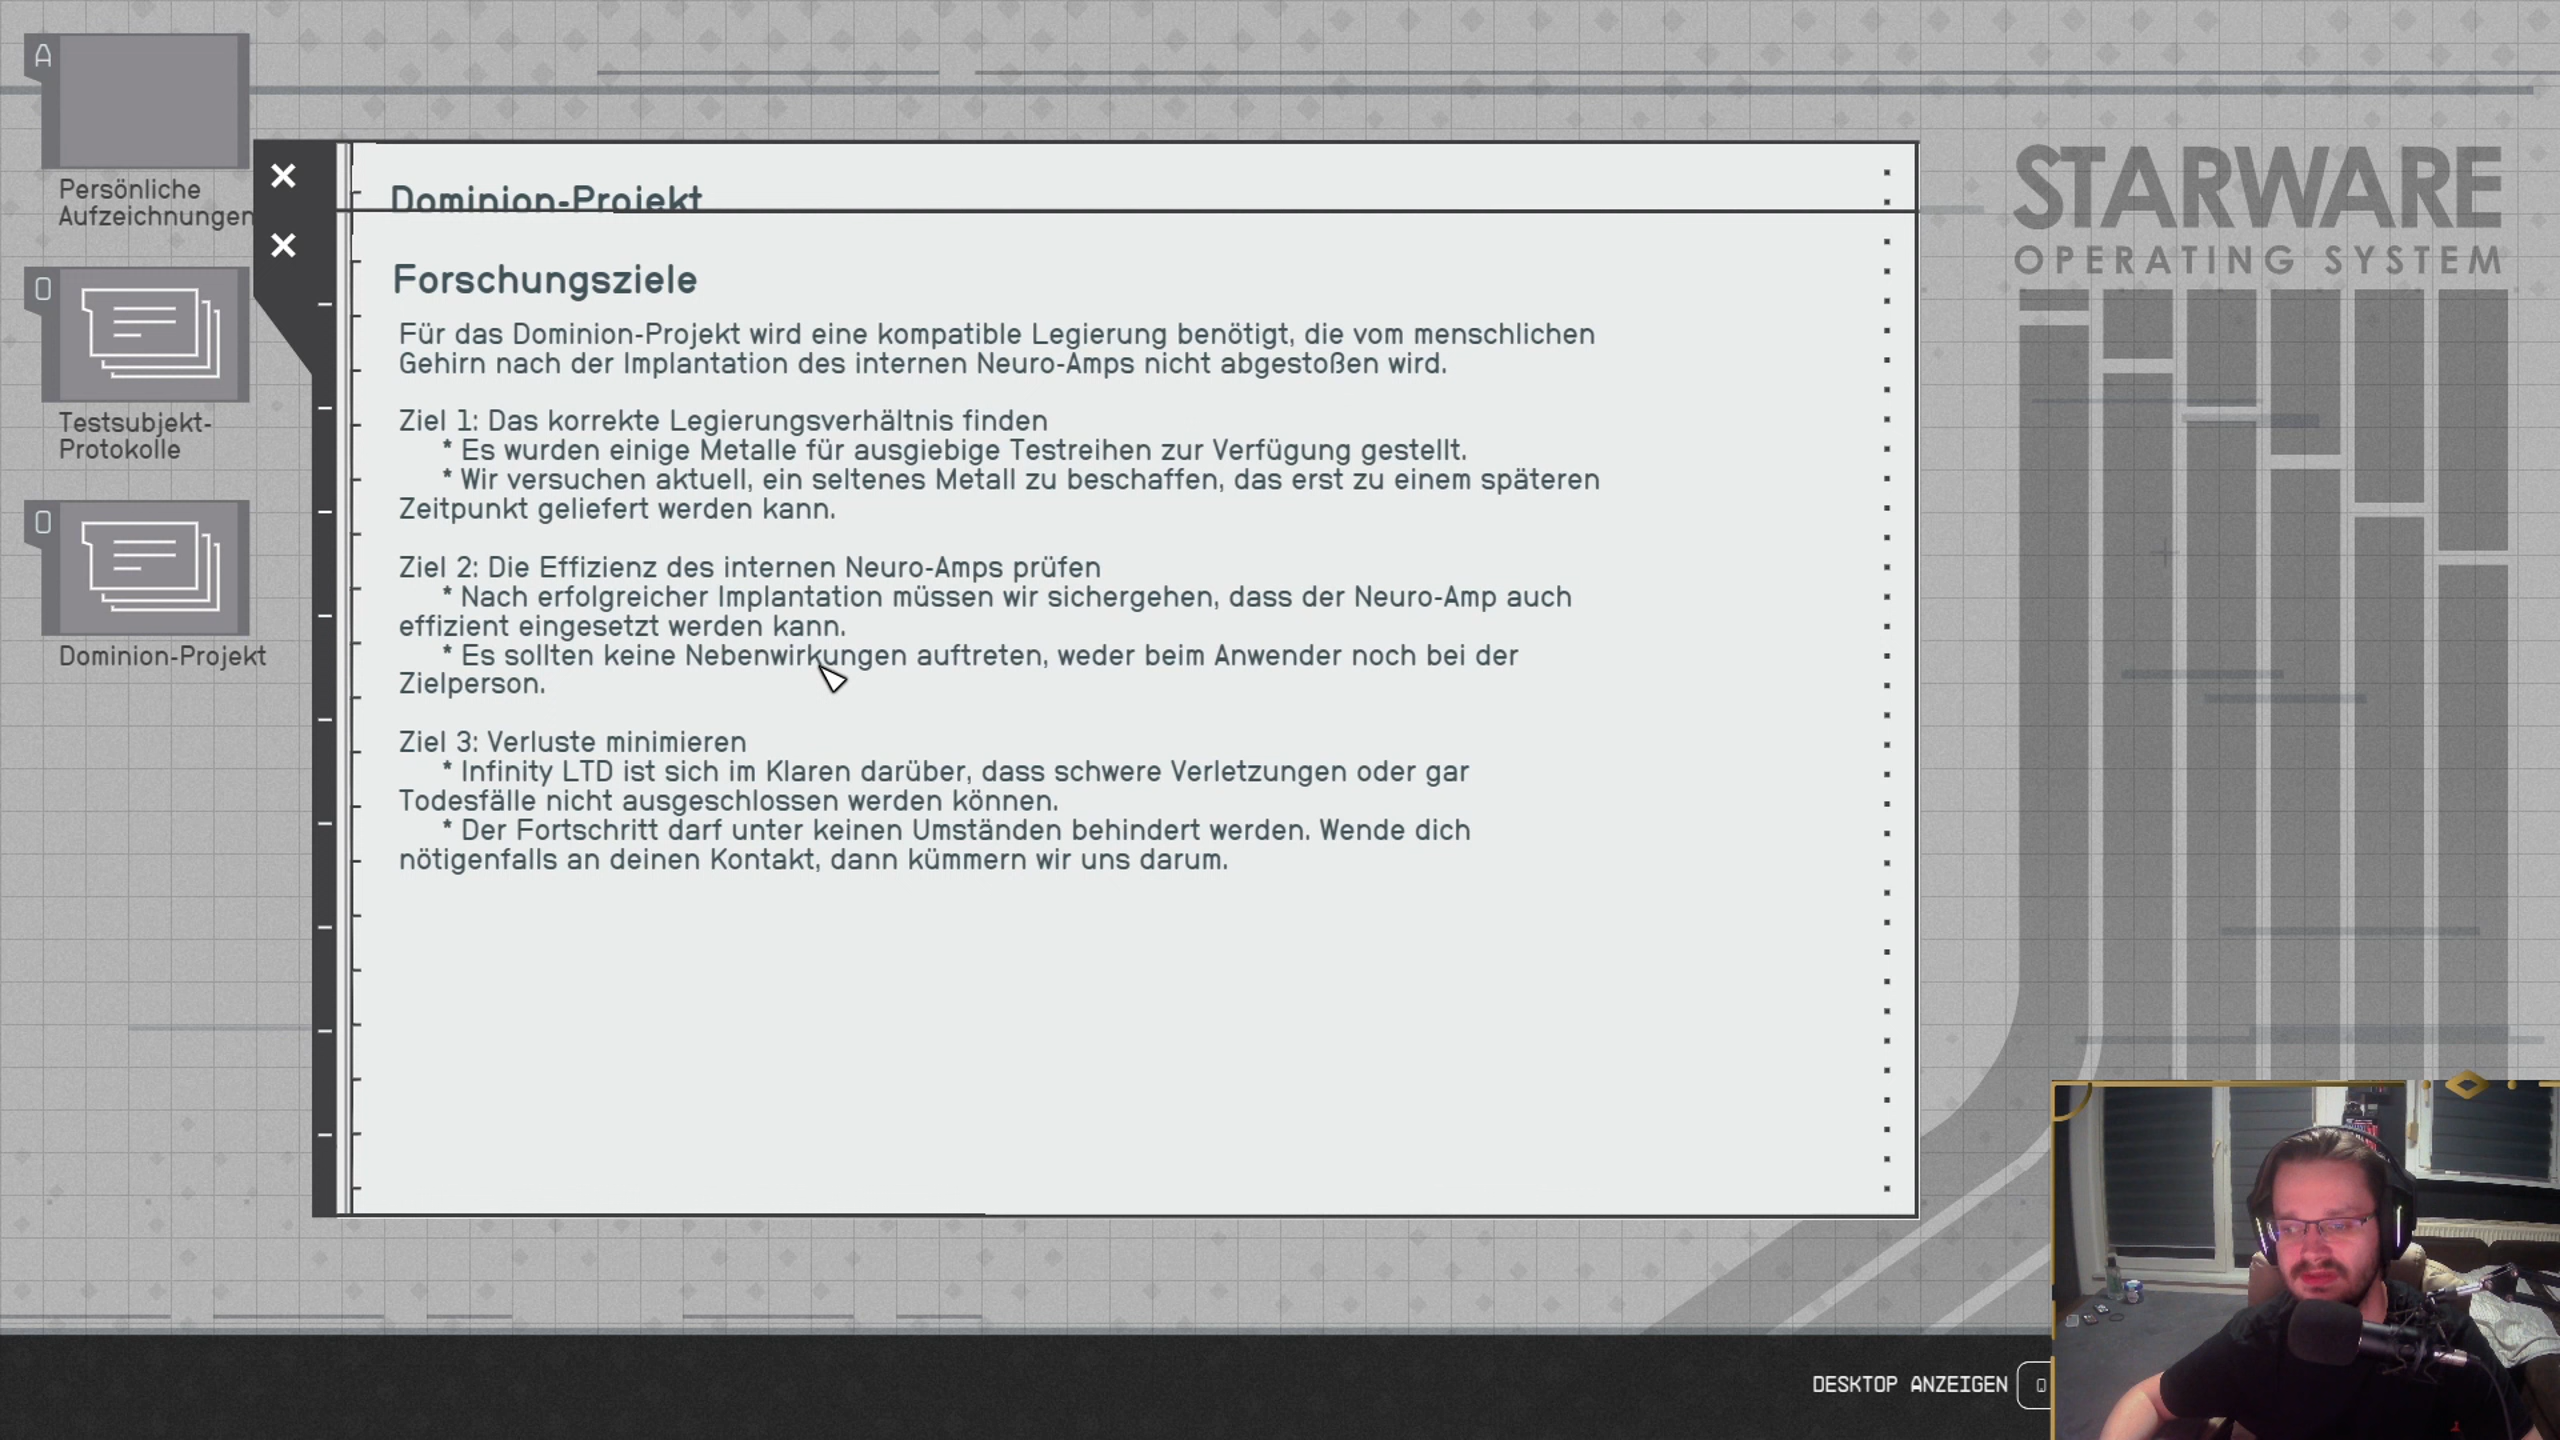 A
Persönliche
Aufzeichnungen
0
Testsubjekt-
Protokolle
0
Dominion-Projekt
Dominion-Projekt
Forschungsziele
Für das Dominion-Projekt wird eine kompatible Legierung benötigt, die vom menschlichen
Gehirn nach der Implantation des internen Neuro-Amps nicht abgestoßen wird.
Ziel 1: Das korrekte Legierungsverhältnis finden
* Es wurden einige Metalle für ausgiebige Testreihen zur Verfügung gestellt.
* Wir versuchen aktuell, ein seltenes Metall zu beschaffen, das erst zu einem späteren
Zeitpunkt geliefert werden kann.
Ziel 2: Die Effizienz des internen Neuro-Amps prüfen
* Nach erfolgreicher Implantation müssen wir sichergehen, dass der Neuro-Amp auch
effizient eingesetzt werden kann.
* Es sollten keine Nebenwirkungen auftreten, weder beim Anwender noch bei der
Zielperson.
Ziel 3: Verluste minimieren
* Infinity LTD ist sich im Klaren darüber, dass schwere Verletzungen oder gar
Todesfälle nicht ausgeschlossen werden können.
* Der Fortschritt darf unter keinen Umständen behindert werden. Wende dich
nötigenfalls an deinen Kontakt, dann kümmern wir uns darum.
STARWARE
OPERATING SYSTEM
DESKTOP ANZEIGEN